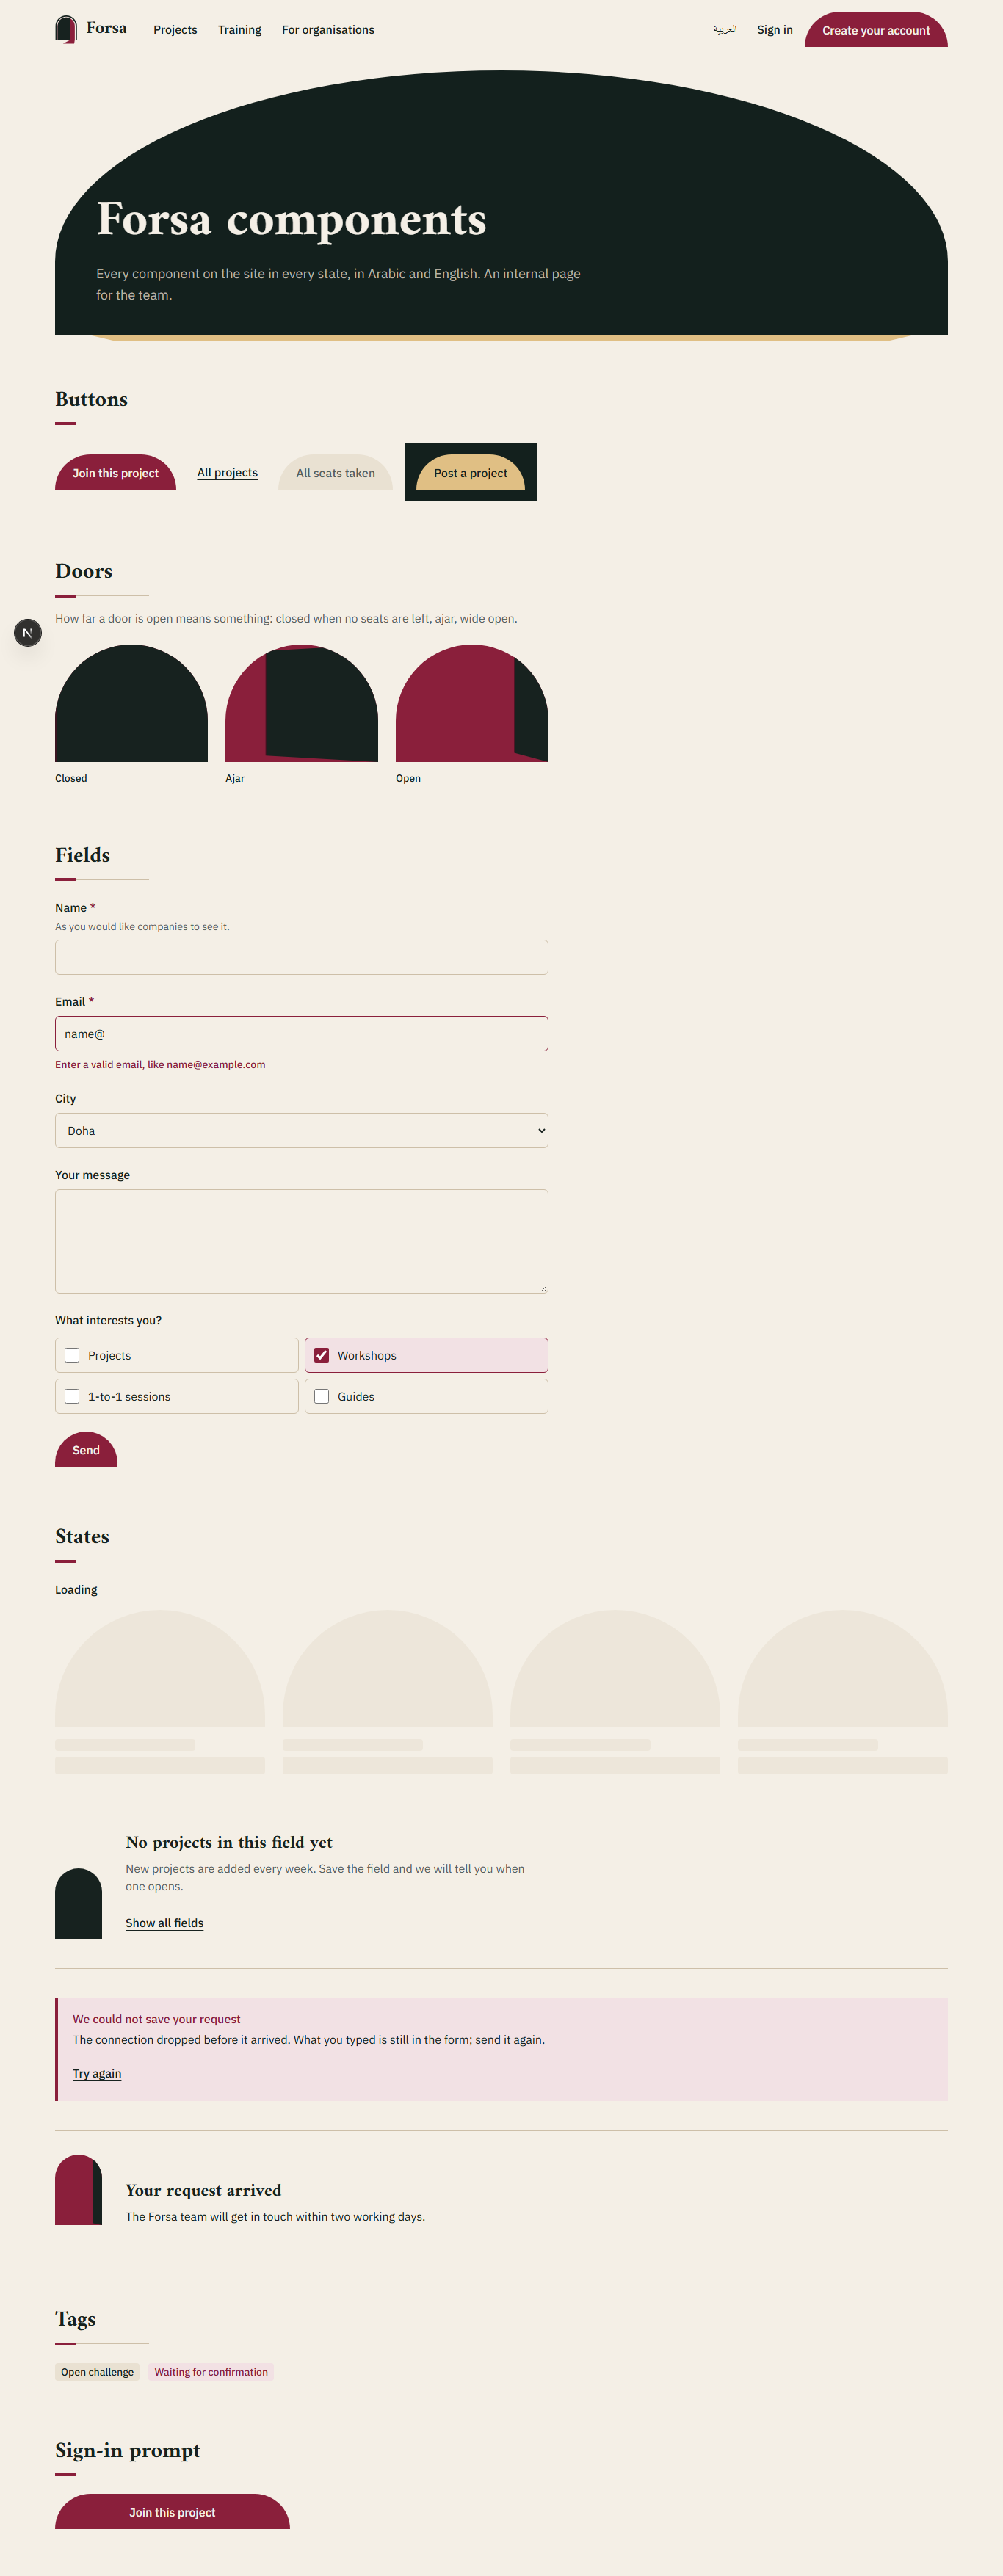 Forsa
Projects
Training
For organisations
العربية
Sign in
Create your account
Forsa components
Every component on the site in every state, in Arabic and English. An internal page
for the team.
Buttons
Join this project
All projects
All seats taken
Post a project
Doors
How far a door is open means something: closed when no seats are left, ajar, wide open.
N
Closed
Ajar
Open
Fields
Name *
As you would like companies to see it.
Email *
name@
Enter a valid email, like name@example.com
City
Doha
Your message
What interests you?
Projects
Workshops
1-to-1 sessions
Guides
Send
States
Loading
No projects in this field yet
New projects are added every week. Save the field and we will tell you when
one opens.
Show all fields
We could not save your request
The connection dropped before it arrived. What you typed is still in the form; send it again.
Try again
Your request arrived
The Forsa team will get in touch within two working days.
Tags
Open challenge
Waiting for confirmation
Sign-in prompt
Join this project